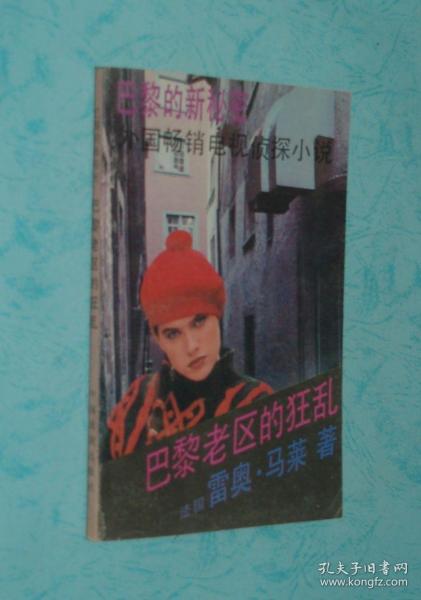 巴黎的新秘密
外国畅销电视侦探小说
巴黎老区的狂乱
法国 雷奥·马莱 著
孔夫子旧书网
www.kongfz.com